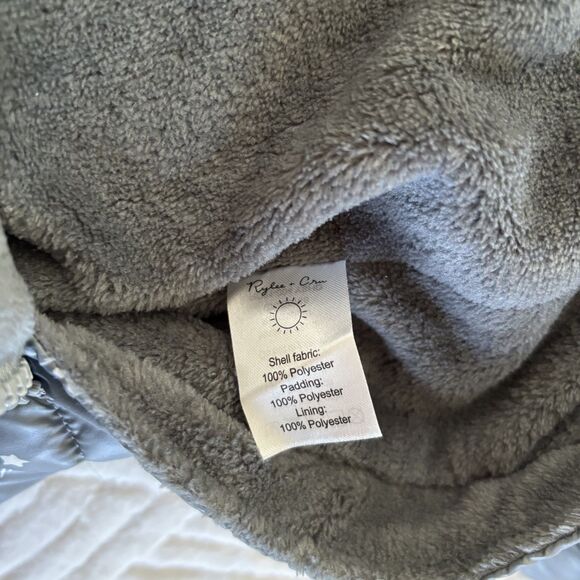 Rylee + Cru
Shell fabric:
100% Polyester
Padding:
100% Polyester
Lining:
100% Polyester